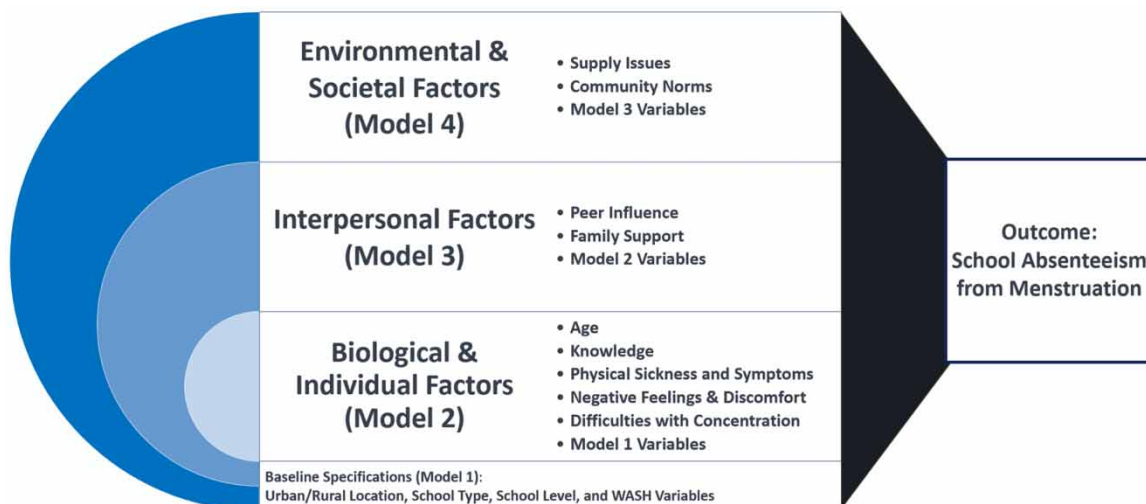 Environmental &
Societal Factors
(Model 4)
• Supply Issues
• Community Norms
• Model 3 Variables
Interpersonal Factors
(Model 3)
• Peer Influence
• Family Support
• Model 2 Variables
Biological &
Individual Factors
(Model 2)
• Age
• Knowledge
• Physical Sickness and Symptoms
• Negative Feelings & Discomfort
• Difficulties with Concentration
• Model 1 Variables
Baseline Specifications (Model 1):
Urban/Rural Location, School Type, School Level, and WASH Variables
Outcome:
School Absenteeism
from Menstruation